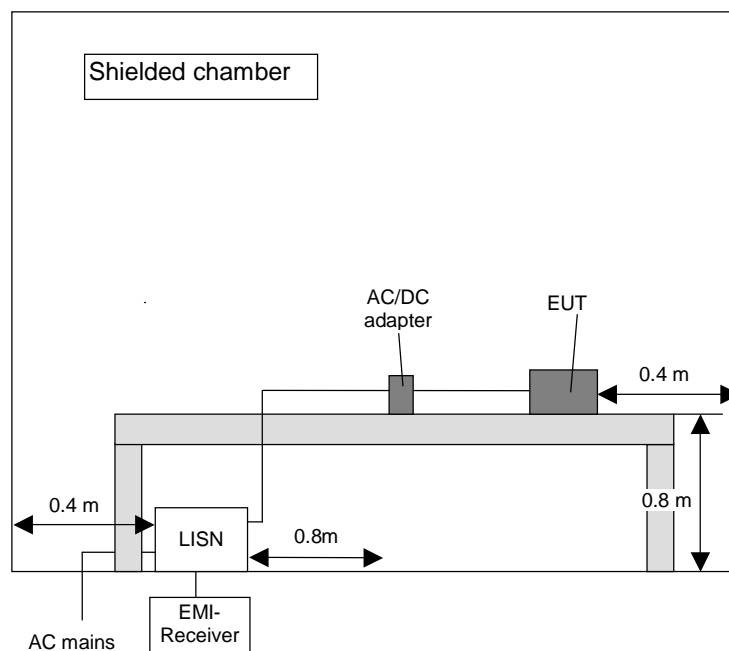 Shielded chamber
AC/DC
adapter
EUT
0.4 m
0.4 m
0.8 m
LISN
0.8m
EMI-
Receiver
AC mains